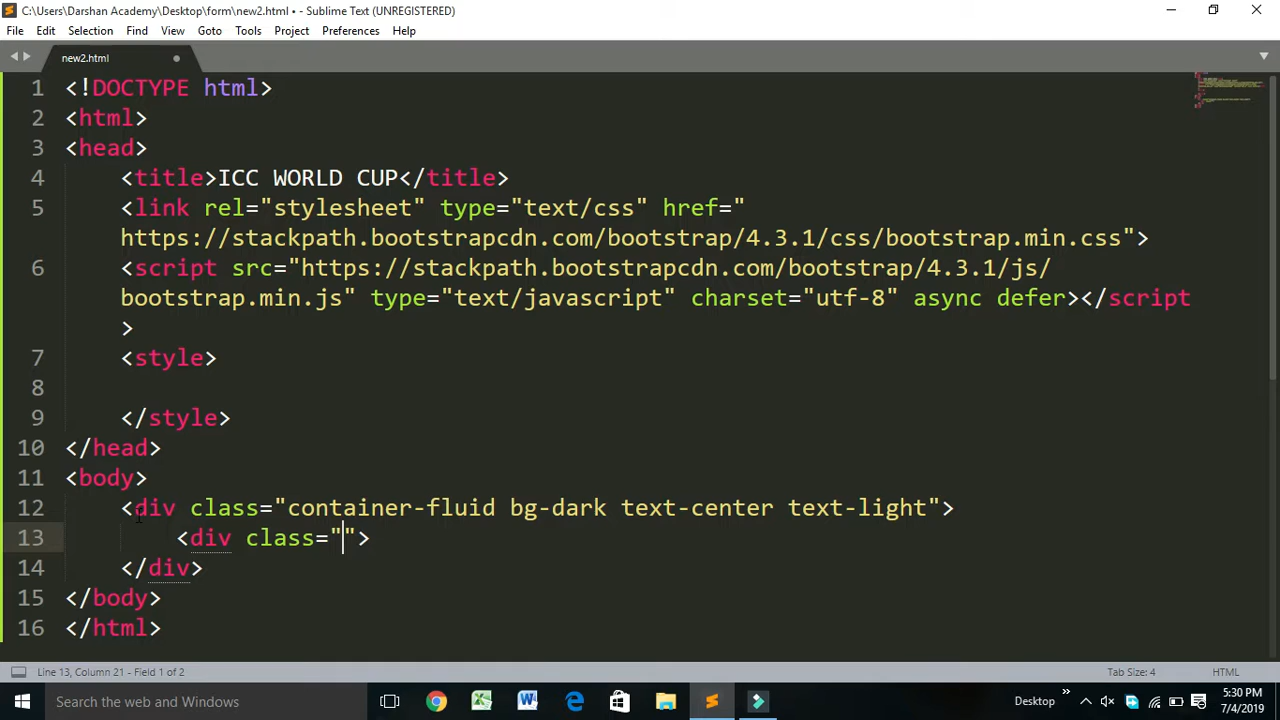 C:\Users\Darshan Academy\Desktop\form\new2.html • - Sublime Text (UNREGISTERED)
File Edit Selection Find View Goto Tools Project Preferences Help
new2.html
1 <!DOCTYPE html>
2 <html>
3 <head>
4 <title>ICC WORLD CUP</title>
5 <link rel="stylesheet" type="text/css" href="
https://stackpath.bootstrapcdn.com/bootstrap/4.3.1/css/bootstrap.min.css">
6 <script src="https://stackpath.bootstrapcdn.com/bootstrap/4.3.1/js/
bootstrap.min.js" type="text/javascript" charset="utf-8" async defer></script
>
7 <style>
8
9 </style>
10 </head>
11 <body>
12 <div class="container-fluid bg-dark text-center text-light">
13 <div class="">
14 </div>
15 </body>
16 </html>
Line 13, Column 21 - Field 1 of 2 Tab Size: 4 HTML
Search the web and Windows Desktop 5:30 PM
7/4/2019